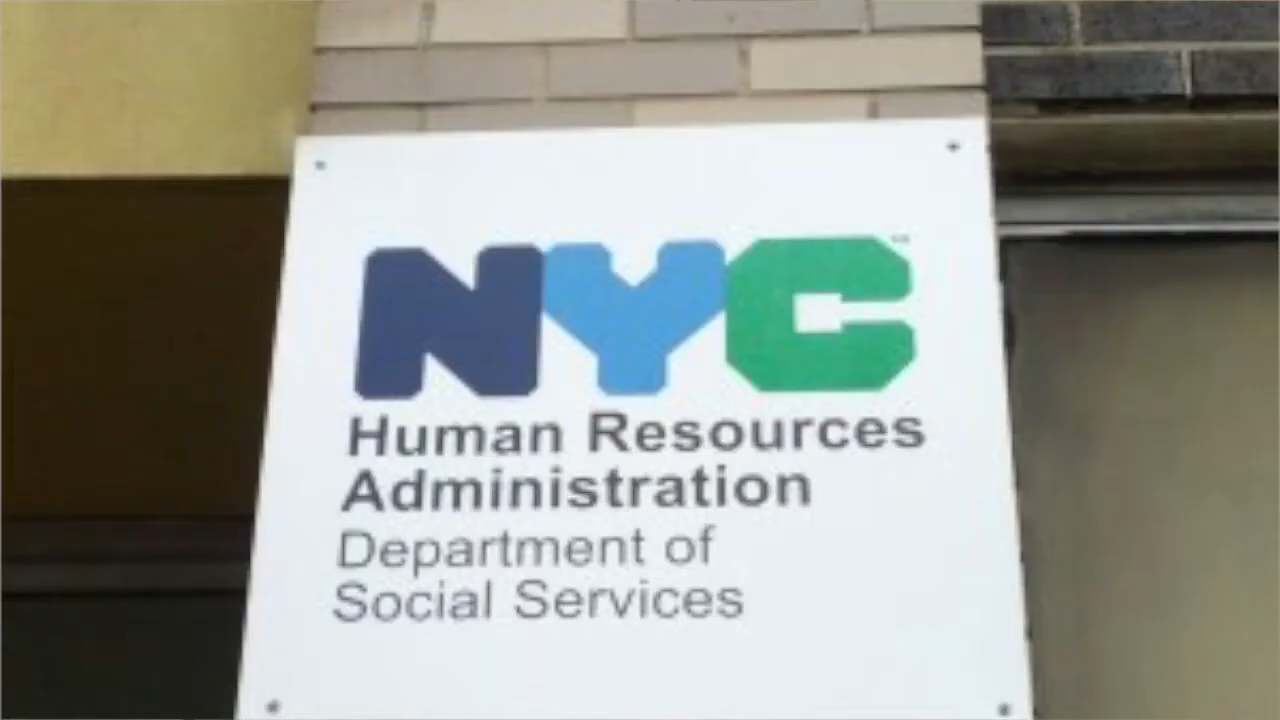 NYC
Human Resources
Administration
Department of
Social Services